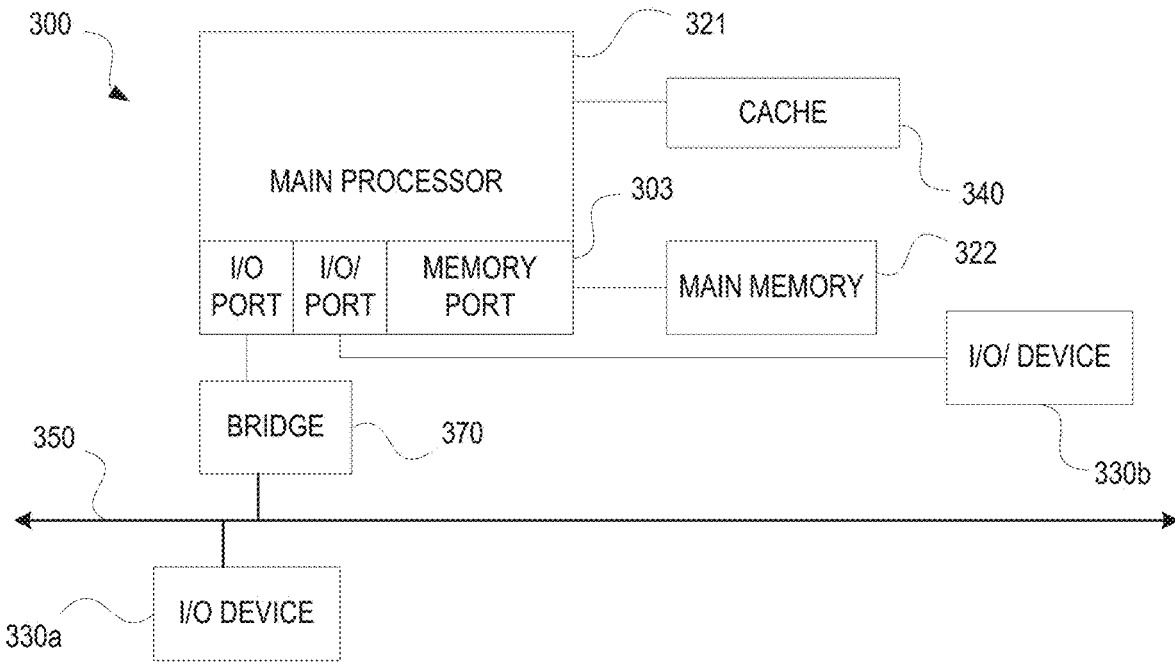 300
321
CACHE
340
MAIN PROCESSOR
303
I/O
PORT
I/O/
PORT
MEMORY
PORT
322
MAIN MEMORY
I/O/ DEVICE
330b
BRIDGE
370
350
I/O DEVICE
330a